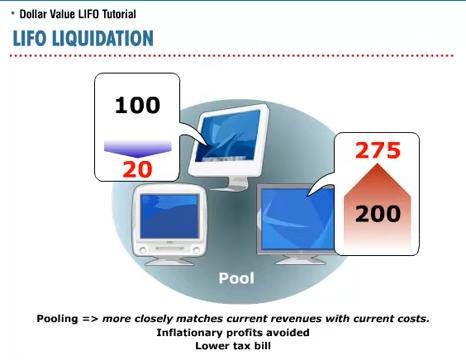 • Dollar Value LIFO Tutorial
LIFO LIQUIDATION
100
20
275
200
Pool
Pooling => more closely matches current revenues with current costs.
Inflationary profits avoided
Lower tax bill